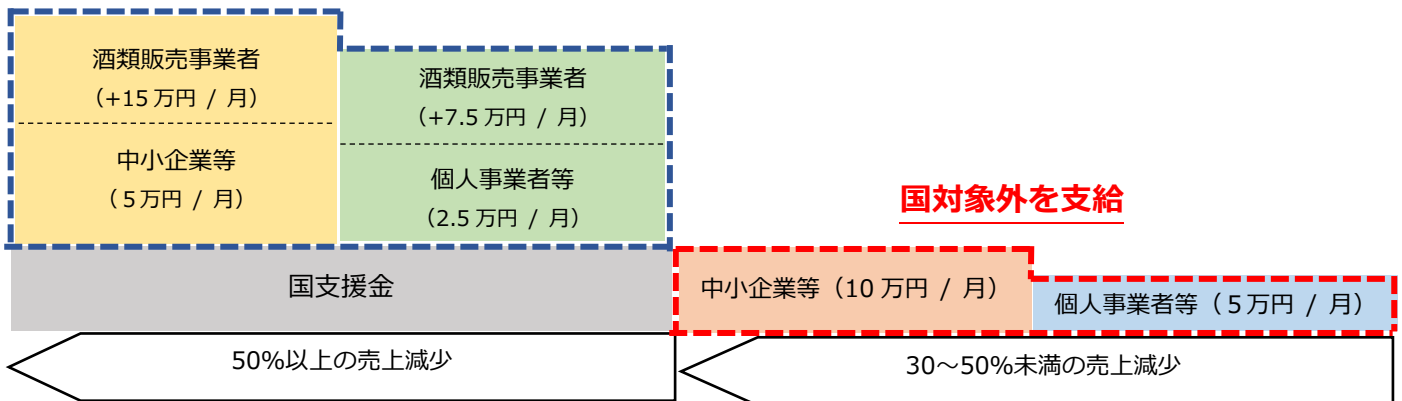 酒類販売事業者
（+15 万円 / 月）
中小企業等
（５万円 / 月）
酒類販売事業者
（+7.5 万円 / 月）
個人事業者等
（2.5 万円 / 月）
国対象外を支給
国支援金
中小企業等（10 万円 / 月）
個人事業者等（５万円 / 月）
50%以上の売上減少
30～50%未満の売上減少